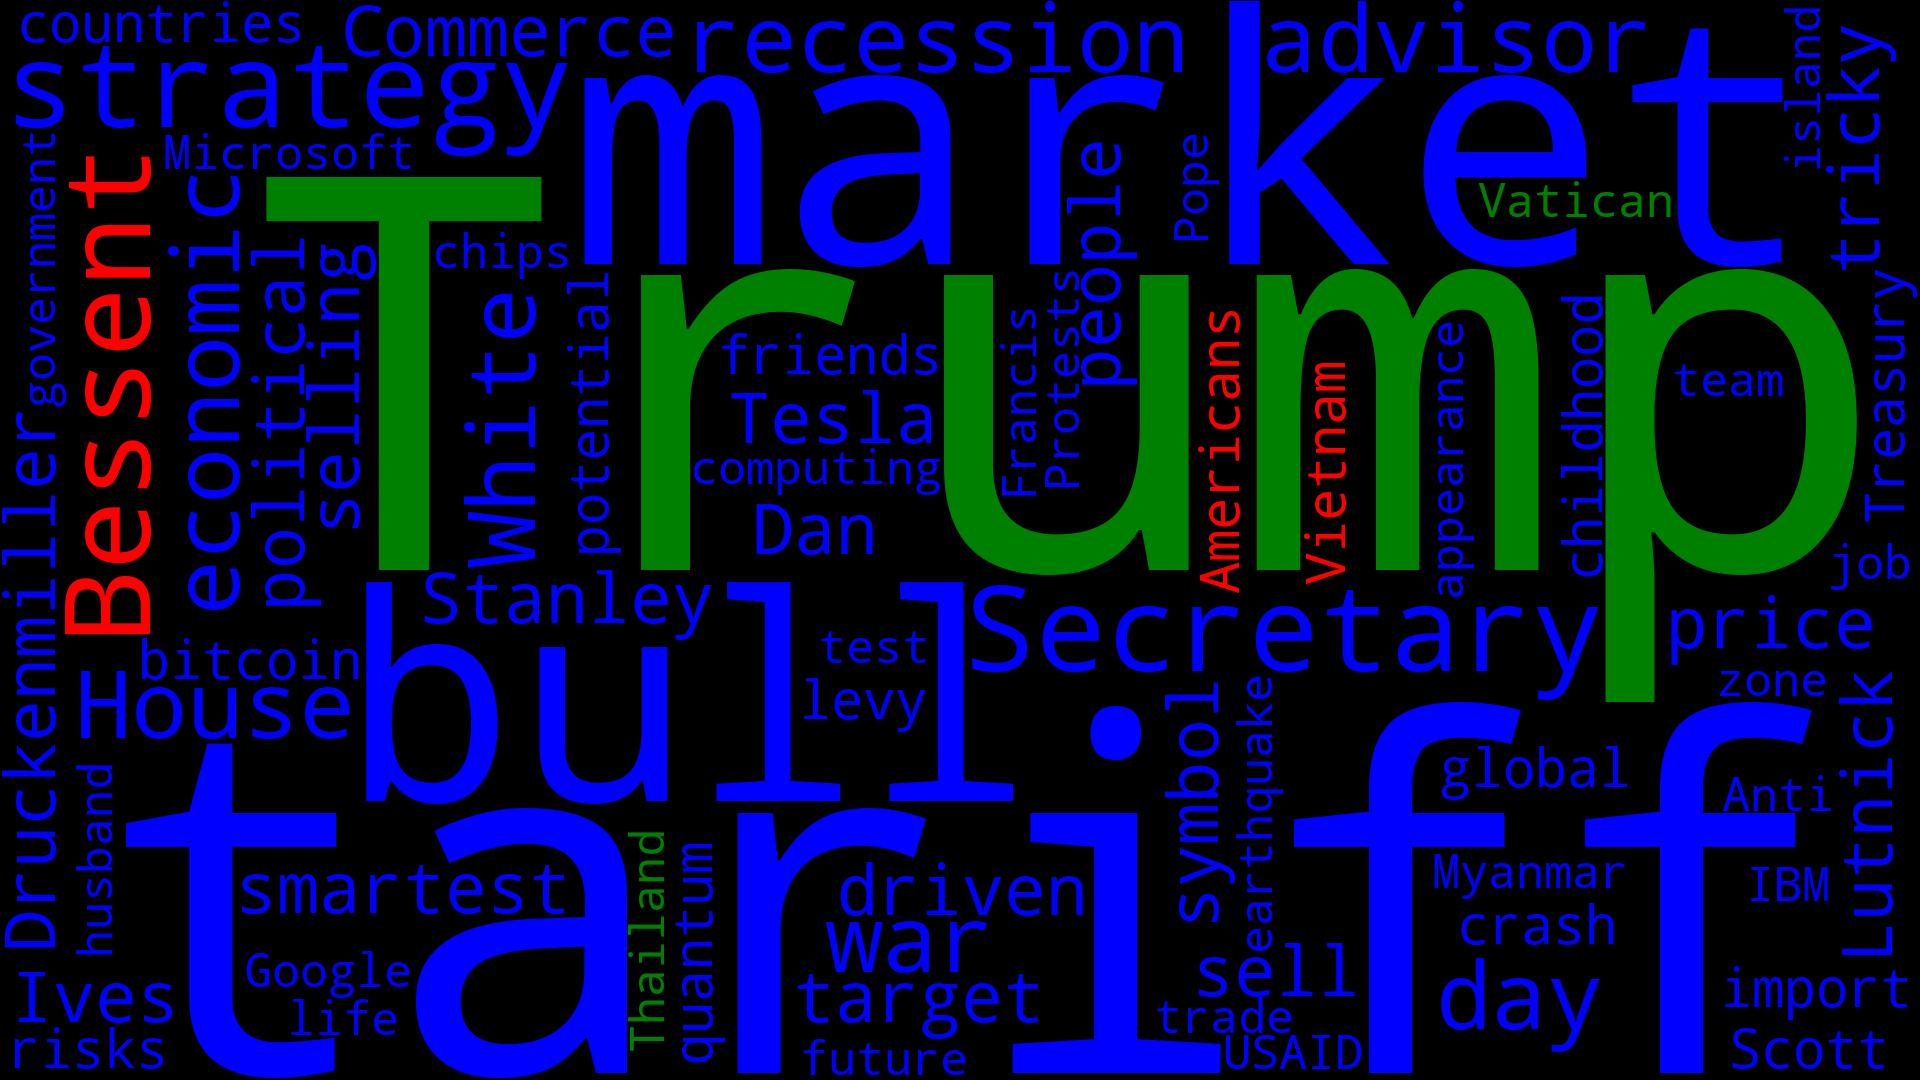 countries
Commerce
recession
advisor
island
tricky
strategy
market
Microsoft
government
Bessent
economic
political
selling
Trump
chips
people
Pope
Vatican
White
potential
friends
Tesla
computing
Dan
Francis
Protests
Americans
Vietnam
appearance
childhood
team
Treasury
job
Druckenmiller
Stanley
bull
test
levy
Secretary
price
zone
bitcoin
House
husband
tariff
symbol
earthquake
global
Anti
Lutnick
smartest
Thailand
quantum
driven
war
target
future
Myanmar
crash
IBM
Google
life
Ives
risks
sell
trade
USAID
day
import
Scott